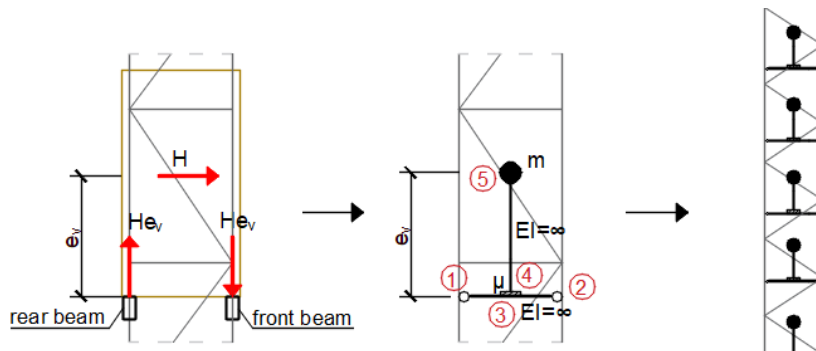 H
He_v
He_v
e_v
rear beam
front beam
m
5
EI=∞
e_v
1
μ
4
2
3
EI=∞